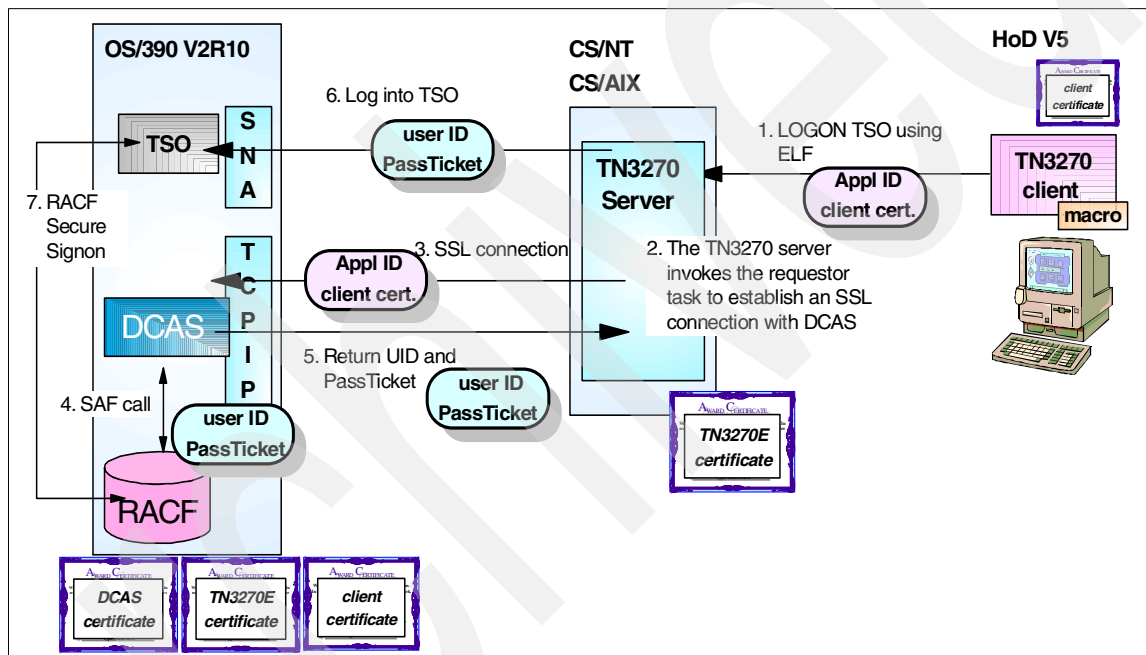 OS/390 V2R10
CS/NT
CS/AIX
HoD V5
AWARD CERTIFICATE
client
certificate
6. Log into TSO
1. LOGON TSO using
ELF
TSO
S
N
A
user ID
PassTicket
TN3270
Server
Appl ID
client cert.
TN3270
client
macro
7. RACF
Secure
Signon
3. SSL connection
Appl ID
client cert.
2. The TN3270 server
invokes the requestor
task to establish an SSL
connection with DCAS
T
C
P
I
P
DCAS
5. Return UID and
PassTicket
user ID
PassTicket
4. SAF call
user ID
PassTicket
RACF
AWARD CERTIFICATE
TN3270E
certificate
AWARD CERTIFICATE
DCAS
certificate
AWARD CERTIFICATE
TN3270E
certificate
AWARD CERTIFICATE
client
certificate